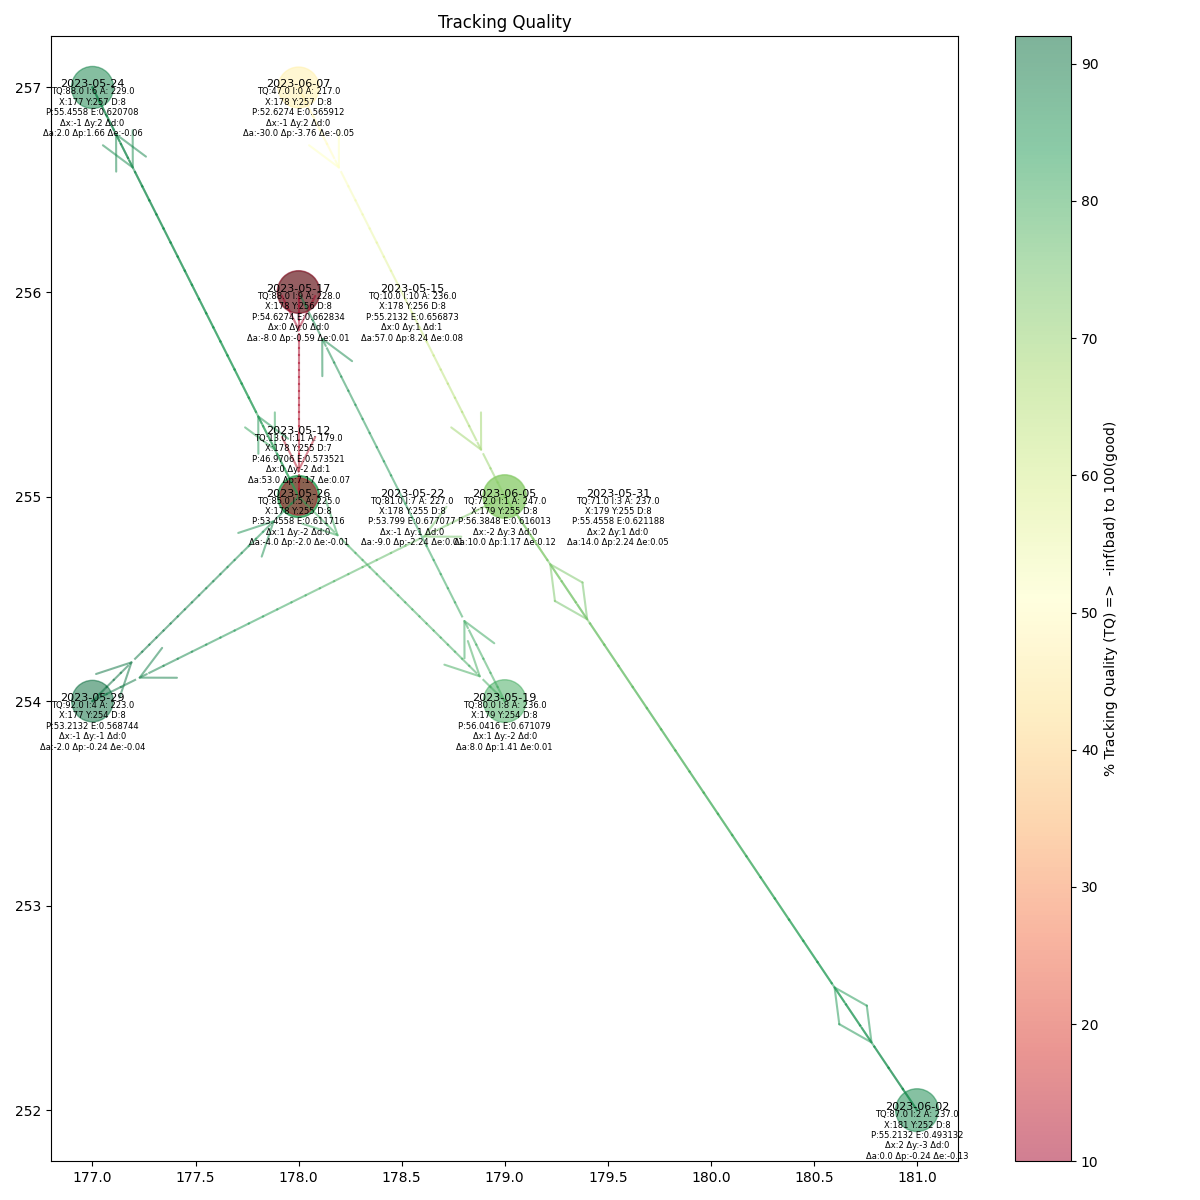 Tracking Quality
257
256
255
254
253
252
2023-05-24
TQ:88.0 I:6 A: 229.0
X:177 Y:257 D:8
P:55.4558 E:0.620708
Δx:-1 Δy:2 Δd:0
Δa:2.0 Δp:1.66 Δe:-0.06
2023-06-07
TQ:47.0 I:0 A: 217.0
X:178 Y:257 D:8
P:52.6274 E:0.565912
Δx:-1 Δy:2 Δd:0
Δa:-30.0 Δp:-3.76 Δe:-0.05
2023-05-17
X:178 Y:256 D:8
P:54.6274 E:0.662834
Δx:0 Δy:0 Δd:0
Δa:-8.0 Δp:-0.59 Δe:0.01
2023-05-15
TQ:10.0 I:10 A: 236.0
X:178 Y:256 D:8
P:55.2132 E:0.656873
Δx:0 Δy:1 Δd:1
Δa:57.0 Δp:8.24 Δe:0.08
2023-05-12
TQ:13.0 I:11 A: 179.0
X:178 Y:255 D:7
P:46.9706 E:0.573521
Δx:0 Δy:-2 Δd:1
Δa:53.0 Δp:7.17 Δe:0.07
2023-05-26
TQ:85.0 I:5 A: 225.0
X:178 Y:255 D:8
P:53.4558 E:0.611716
Δx:1 Δy:-2 Δd:0
Δa:-4.0 Δp:-2.0 Δe:-0.01
2023-05-22
TQ:81.0 I:7 A: 227.0
X:178 Y:255 D:8
P:53.799 E:0.677077
Δx:-1 Δy:1 Δd:0
Δa:-9.0 Δp:-2.24
2023-06-05
TQ:72.0 I:1 A: 247.0
X:179 Y:255 D:8
P:56.3848 E:0.616013
Δx:-2 Δy:3 Δd:0
Δa:10.0 Δp:1.17 Δe:0.12
2023-05-31
TQ:71.0 I:3 A: 237.0
X:179 Y:255 D:8
P:55.4558 E:0.621188
Δx:2 Δy:1 Δd:0
Δa:14.0 Δp:2.24 Δe:0.05
2023-05-29
TQ:92.0 I:4 A: 223.0
X:177 Y:254 D:8
P:53.2132 E:0.568744
Δx:-1 Δy:-1 Δd:0
Δa:-2.0 Δp:-0.24 Δe:-0.04
2023-05-19
TQ:80.0 I:8 A: 236.0
X:179 Y:254 D:8
P:56.0416 E:0.671079
Δx:1 Δy:-2 Δd:0
Δa:8.0 Δp:1.41 Δe:0.01
2023-06-02
TQ:87.0 I:2 A: 237.0
X:181 Y:252 D:8
P:55.2132 E:0.493132
Δx:2 Δy:-3 Δd:0
Δa:0.0 Δp:-0.24 Δe:-0.13
177.0 177.5 178.0 178.5 179.0 179.5 180.0 180.5 181.0
90
80
70
60
50
40
30
20
10
% Tracking Quality (TQ) =>  -inf(bad) to 100(good)